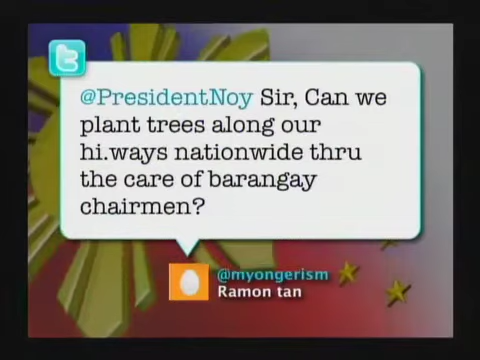 @PresidentNoy Sir, Can we
plant trees along our
hi.ways nationwide thru
the care of barangay
chairmen?
@myongerism
Ramon tan